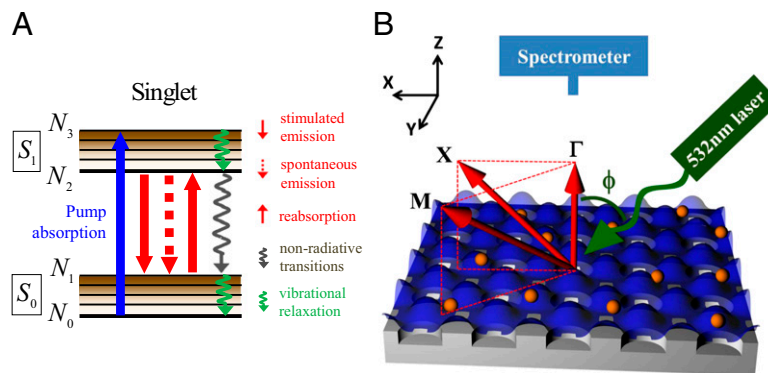 A
Singlet
N3
S1
N2
Pump
absorption
N1
S0
N0
stimulated
emission
spontaneous
emission
reabsorption
non-radiative
transitions
vibrational
relaxation
B
Z
X
Y
Spectrometer
532nm laser
X
Γ
M
ϕ